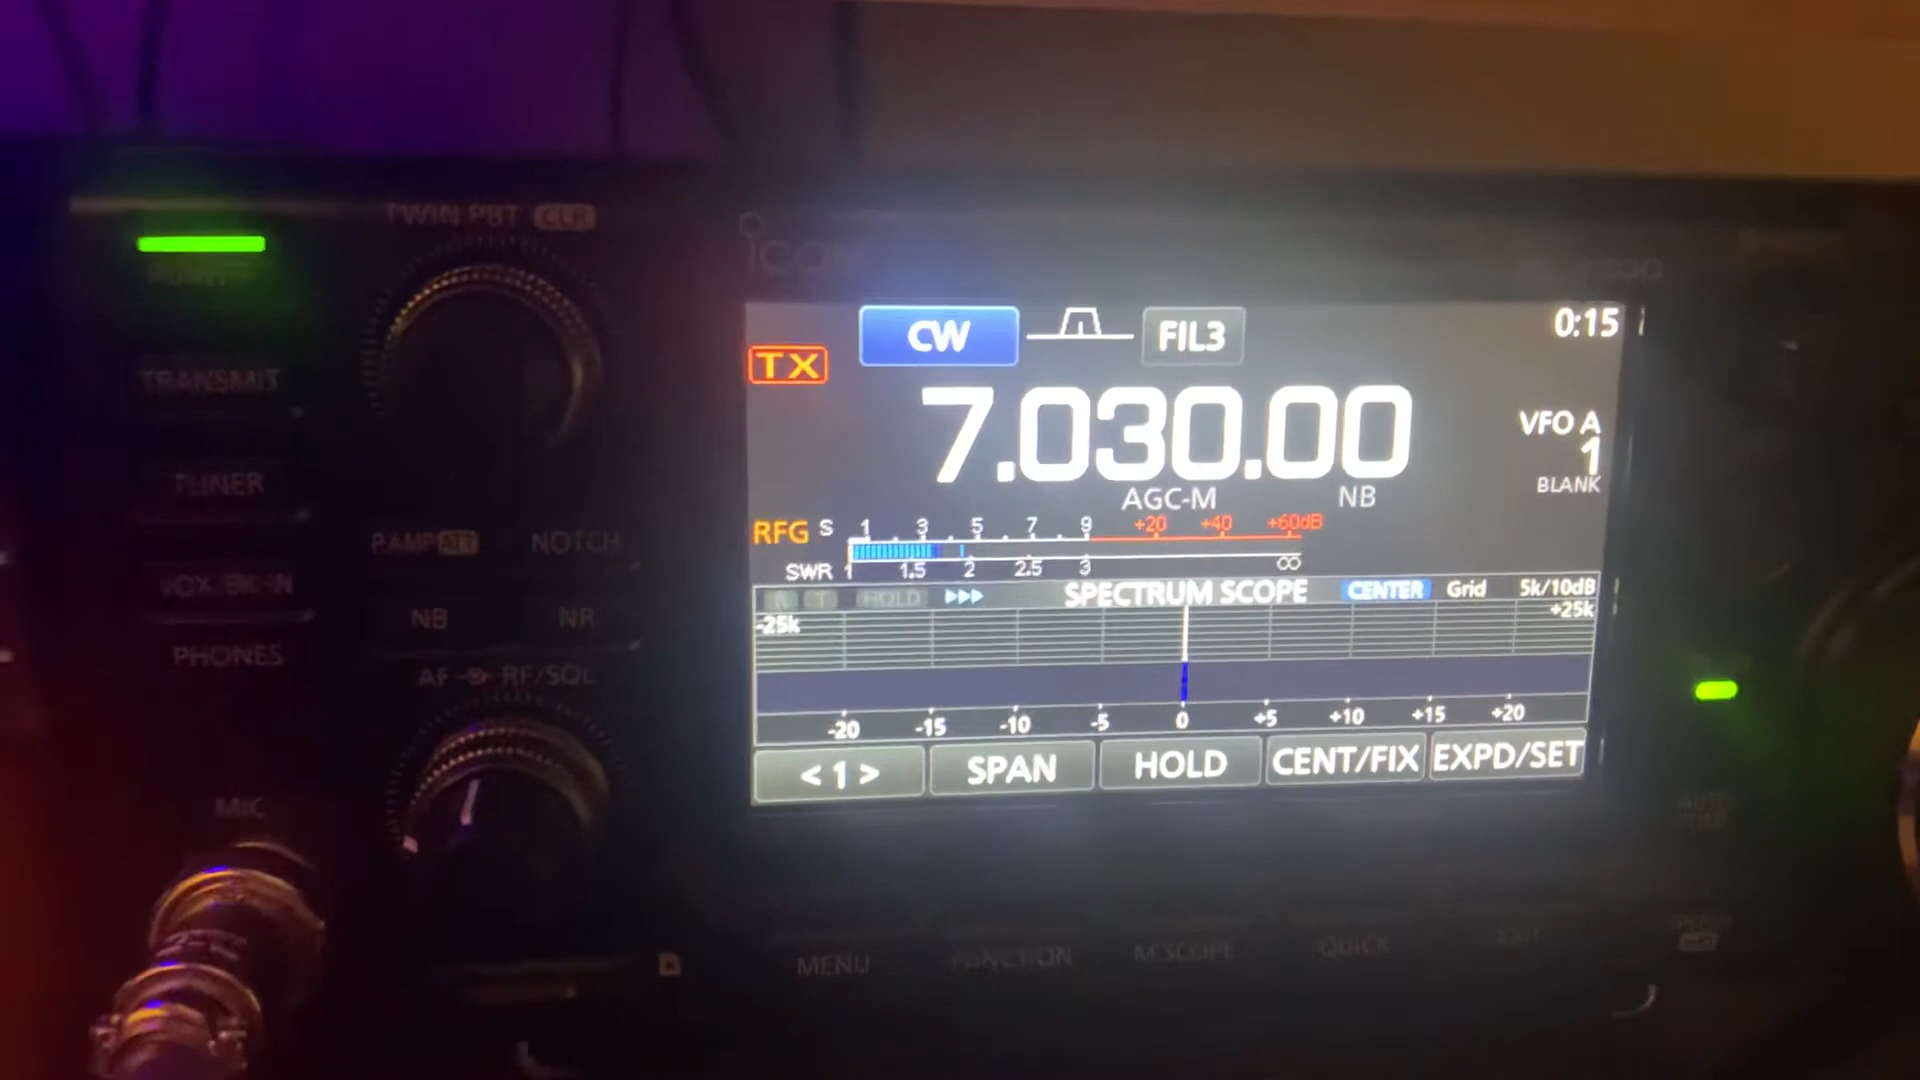 TWIN PBT CLR
ICOM
CW FIL3 0:15
TX
7.030.00
VFO A
1
BLANK
AGC-M NB
RFG S 1 3 5 7 9 +20 +40 +60dB
SWR 1 1.5 2 2.5 3 ∞
HOLD SPECTRUM SCOPE CENTER Grid 5k/10dB
-25k +25k
-20 -15 -10 -5 0 +5 +10 +15 +20
< 1 > SPAN HOLD CENT/FIX EXPD/SET
TRANSMIT
TUNER
P.AMP ATT NOTCH
VOX/BK-IN
NB NR
PHONES
AF RF/SQL
MIC
MENU FUNCTION M.SCOPE QUICK EXIT